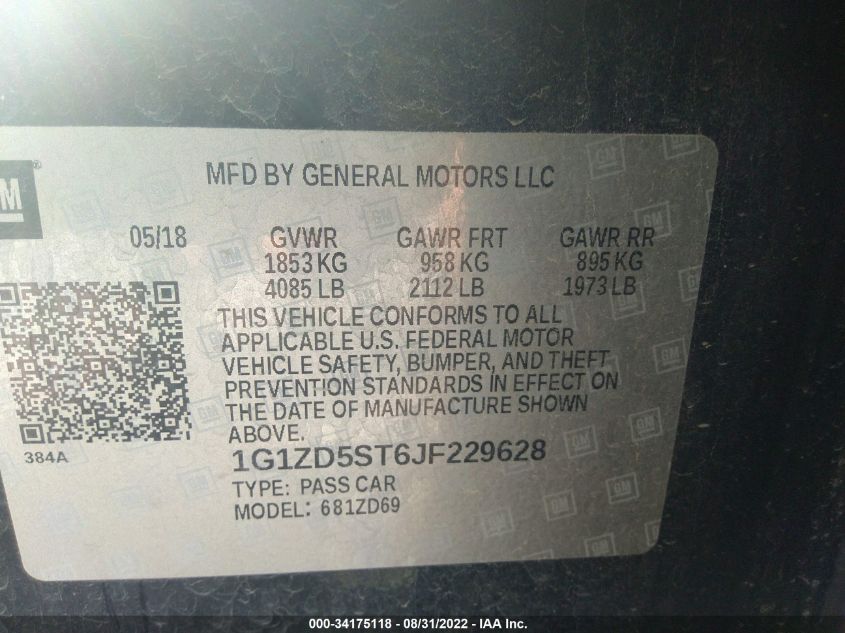 GM
MFD BY GENERAL MOTORS LLC
05/18 GVWR GAWR FRT GAWR RR
1853 KG 958 KG 895 KG
4085 LB 2112 LB 1973 LB
THIS VEHICLE CONFORMS TO ALL
APPLICABLE U.S. FEDERAL MOTOR
VEHICLE SAFETY, BUMPER, AND THEFT
PREVENTION STANDARDS IN EFFECT ON
THE DATE OF MANUFACTURE SHOWN
ABOVE.
384A
1G1ZD5ST6JF229628
TYPE: PASS CAR
MODEL: 681ZD69
000-34175118 - 08/31/2022 - IAA Inc.